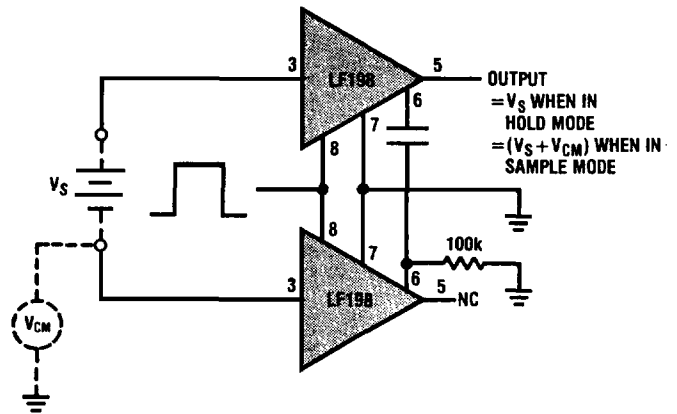 3
LF198
5
OUTPUT
=VS WHEN IN
HOLD MODE
=(VS+VCM) WHEN IN
SAMPLE MODE
6
7
8
VS
8
7
100k
3
6
5
NC
LF198
VCM